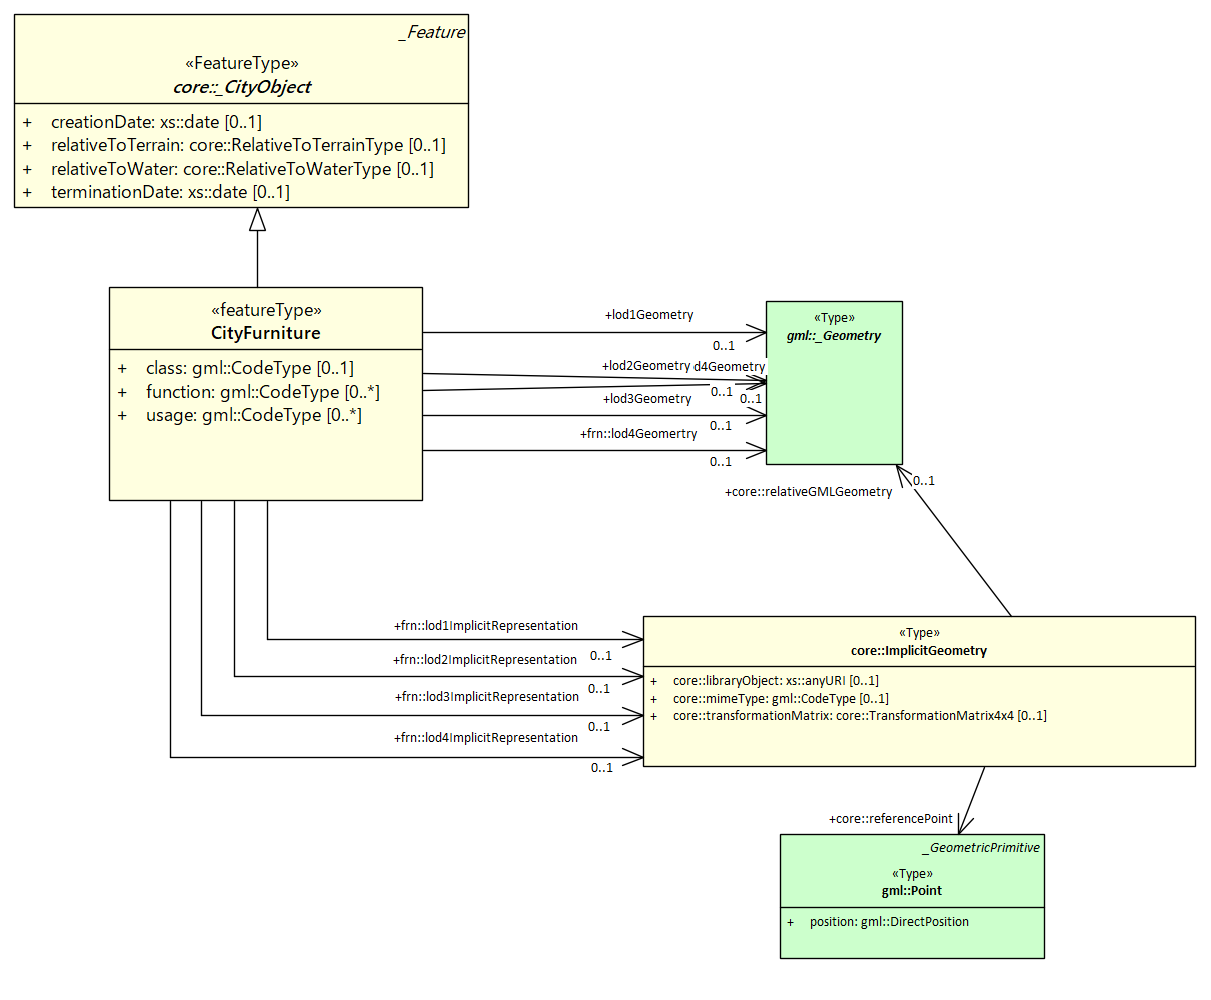 _Feature
«FeatureType»
core::_CityObject
+ creationDate: xs::date [0..1]
+ relativeToTerrain: core::RelativeToTerrainType [0..1]
+ relativeToWater: core::RelativeToWaterType [0..1]
+ terminationDate: xs::date [0..1]
«featureType»
CityFurniture
+ class: gml::CodeType [0..1]
+ function: gml::CodeType [0..*]
+ usage: gml::CodeType [0..*]
+lod1Geometry
0..1
+lod2Geometry
d4Geometry
0..1
0..1
+lod3Geometry
0..1
+frn::lod4Geomertry
0..1
«Type»
gml::_Geometry
0..1
+core::relativeGMLGeometry
+frn::lod1ImplicitRepresentation
0..1
+frn::lod2ImplicitRepresentation
0..1
+frn::lod3ImplicitRepresentation
0..1
+frn::lod4ImplicitRepresentation
0..1
«Type»
core::ImplicitGeometry
+ core::libraryObject: xs::anyURI [0..1]
+ core::mimeType: gml::CodeType [0..1]
+ core::transformationMatrix: core::TransformationMatrix4x4 [0..1]
+core::referencePoint
_GeometricPrimitive
«Type»
gml::Point
+ position: gml::DirectPosition